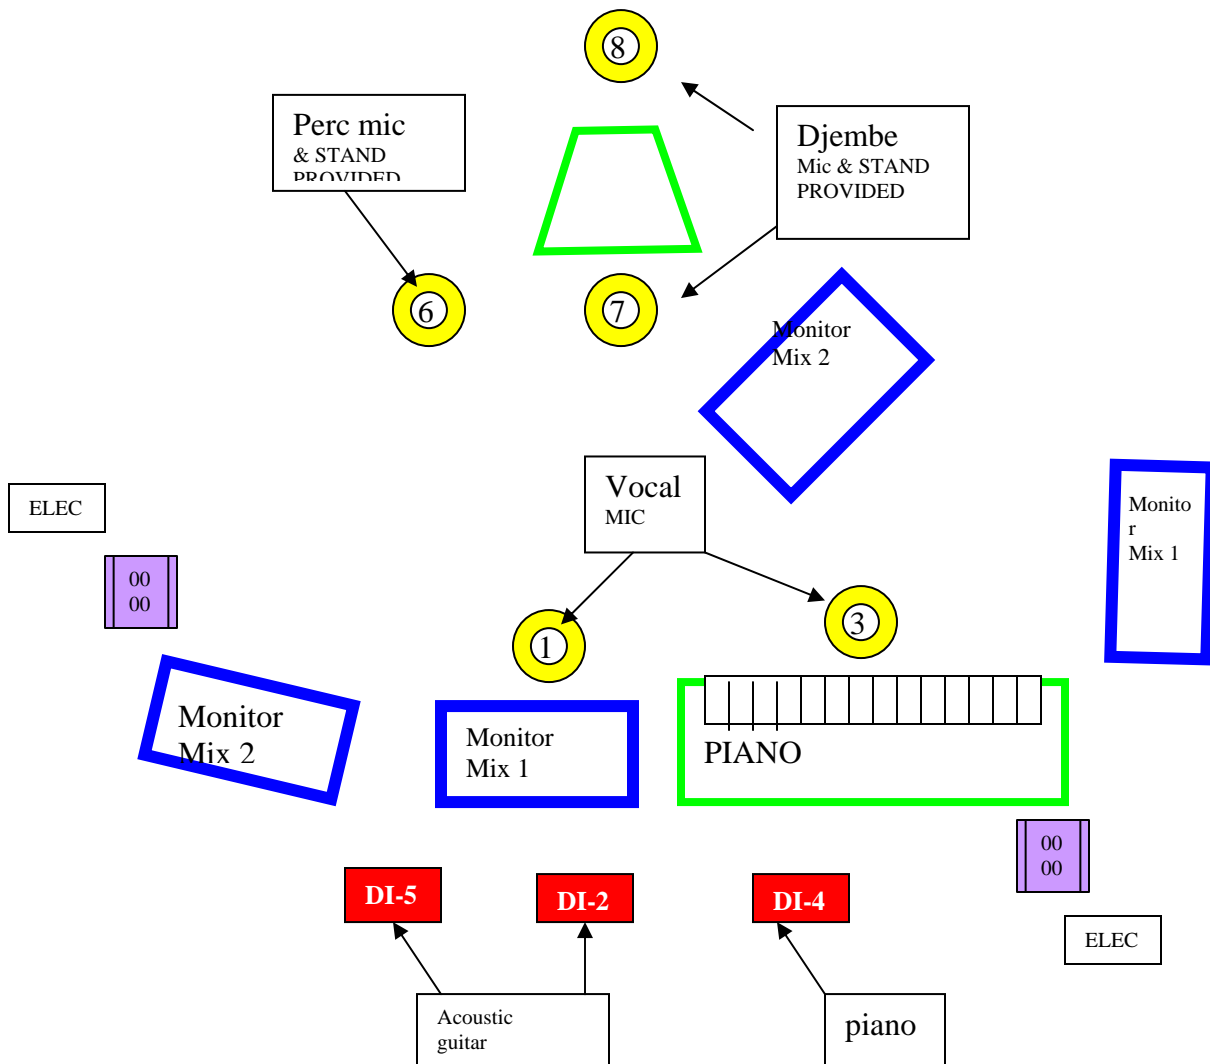 8
Perc mic
& STAND
PROVIDED
Djembe
Mic & STAND
PROVIDED
6
7
Monitor
Mix 2
Vocal
MIC
ELEC
Monito
r
Mix 1
00
00
1
3
Monitor
Mix 2
Monitor
Mix 1
PIANO
00
00
DI-5
DI-2
DI-4
ELEC
Acoustic
guitar
piano